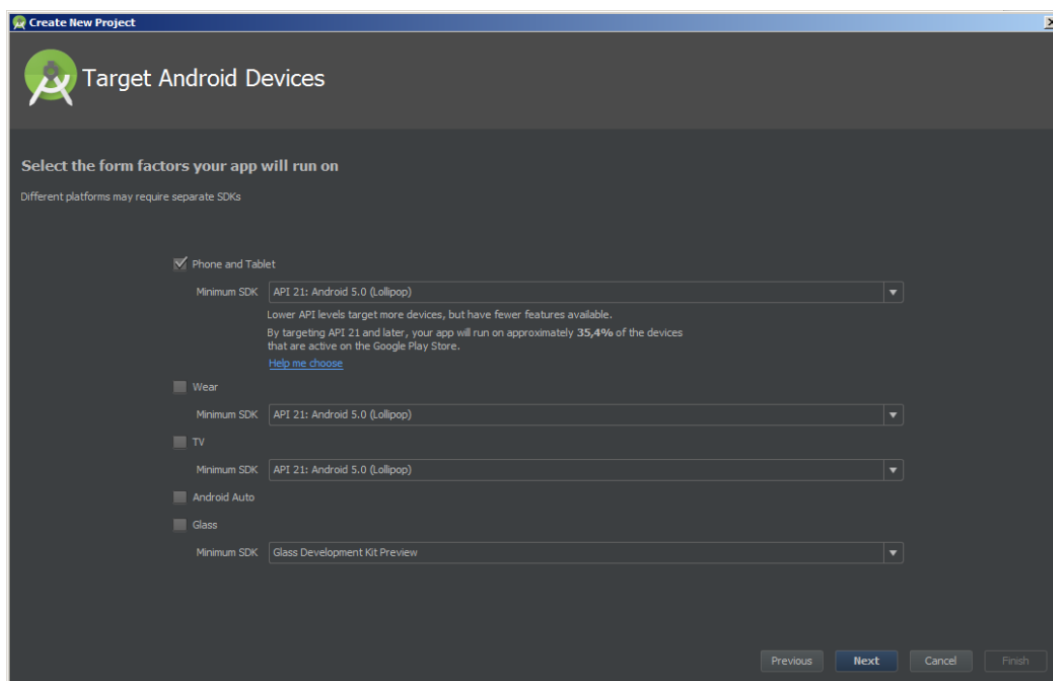 Create New Project
Target Android Devices
Select the form factors your app will run on
Different platforms may require separate SDKs
Phone and Tablet
Minimum SDK API 21: Android 5.0 (Lollipop)
Lower API levels target more devices, but have fewer features available.
By targeting API 21 and later, your app will run on approximately 35,4% of the devices
that are active on the Google Play Store.
Help me choose
Wear
Minimum SDK API 21: Android 5.0 (Lollipop)
TV
Minimum SDK API 21: Android 5.0 (Lollipop)
Android Auto
Glass
Minimum SDK Glass Development Kit Preview
Previous Next Cancel Finish